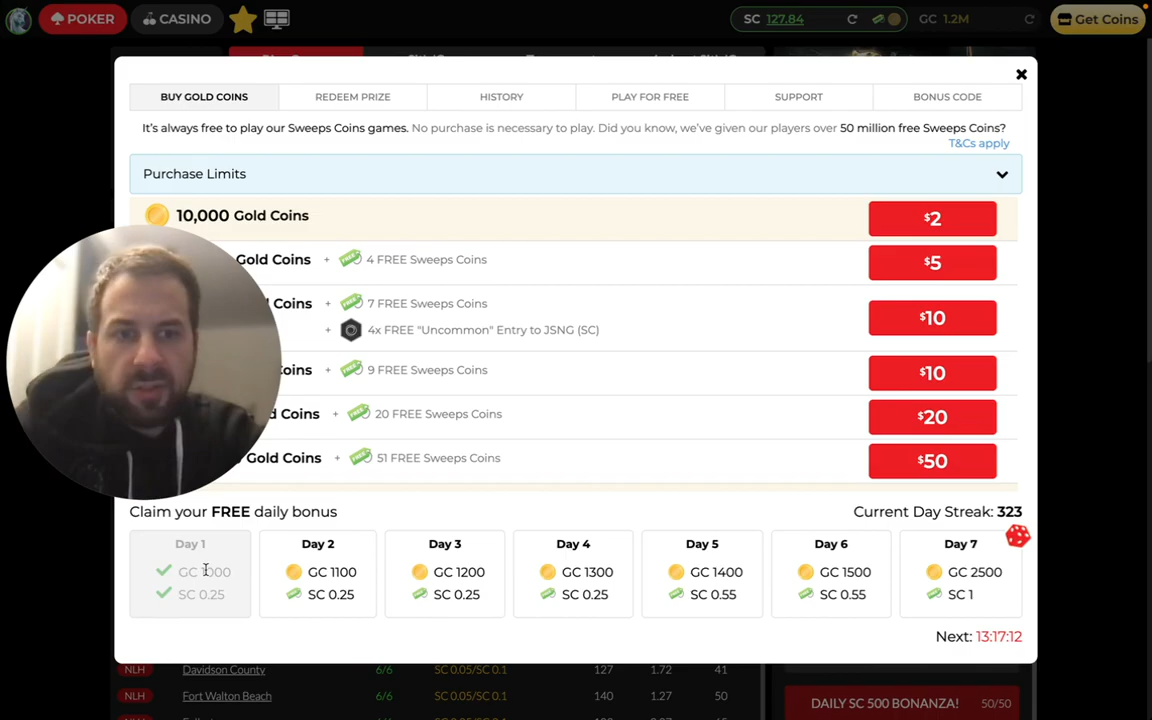 POKER CASINO SC 127.84 GC 1.2M Get Coins
BUY GOLD COINS REDEEM PRIZE HISTORY PLAY FOR FREE SUPPORT BONUS CODE
It's always free to play our Sweeps Coins games. No purchase is necessary to play. Did you know, we've given our players over 50 million free Sweeps Coins?
T&Cs apply
Purchase Limits
10,000 Gold Coins $2
Gold Coins + FREE 4 FREE Sweeps Coins $5
Gold Coins + FREE 7 FREE Sweeps Coins
+ 4x FREE "Uncommon" Entry to JSNG (SC) $10
Coins + FREE 9 FREE Sweeps Coins $10
Gold Coins + FREE 20 FREE Sweeps Coins $20
Gold Coins + FREE 51 FREE Sweeps Coins $50
Claim your FREE daily bonus Current Day Streak: 323
Day 1 Day 2 Day 3 Day 4 Day 5 Day 6 Day 7
GC 1000 GC 1100 GC 1200 GC 1300 GC 1400 GC 1500 GC 2500
SC 0.25 SC 0.25 SC 0.25 SC 0.25 SC 0.55 SC 0.55 SC 1
Next: 13:17:12
NLH Davidson County 6/6 SC 0.05/SC 0.1 127 1.72 41
NLH Fort Walton Beach 6/6 SC 0.05/SC 0.1 140 1.27 50
DAILY SC 500 BONANZA! 50/50